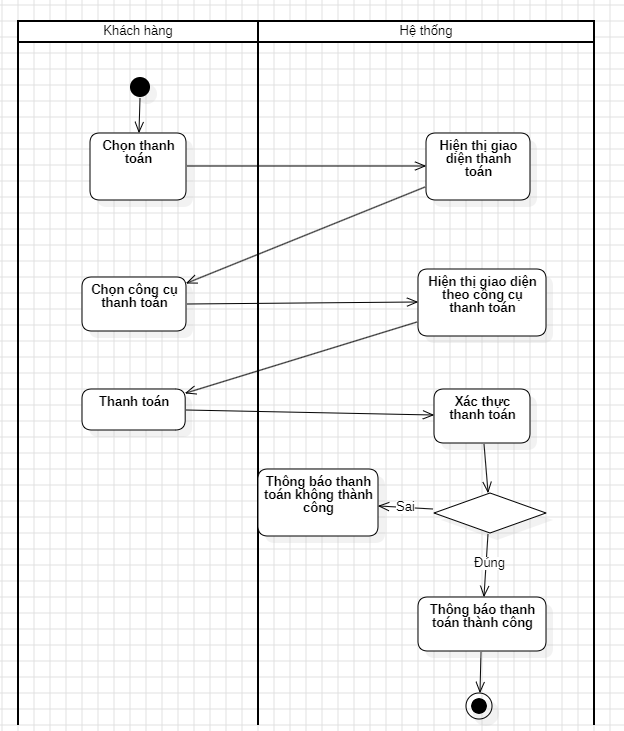 Khách hàng
Hệ thống
Chọn thanh
toán
Hiện thị giao
diện thanh
toán
Chọn công cụ
thanh toán
Hiện thị giao diện
theo công cụ
thanh toán
Thanh toán
Xác thực
thanh toán
Thông báo thanh
toán không thành
công
Sai
Đúng
Thông báo thanh
toán thành công